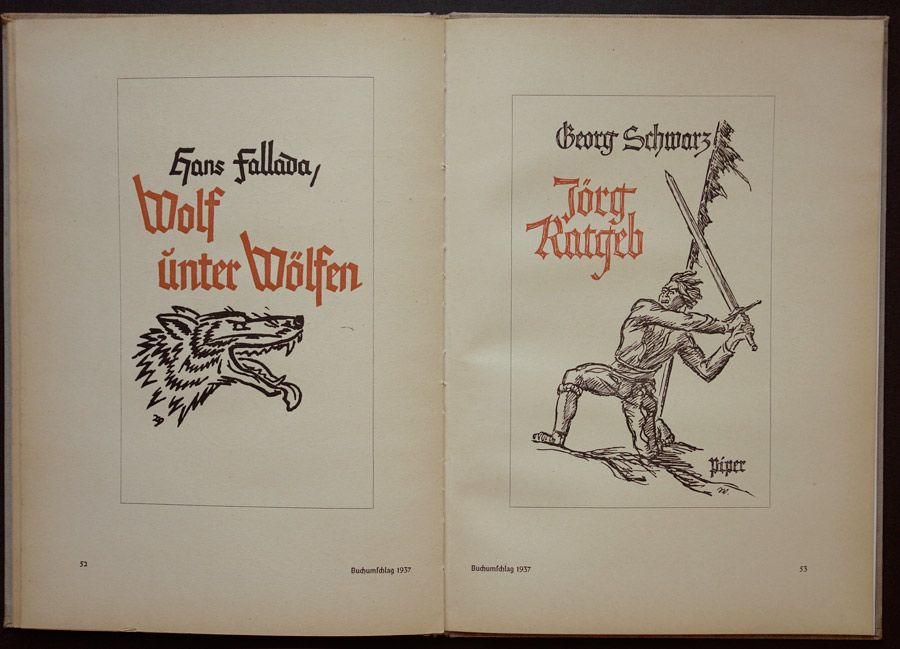 Hans Fallada,
Wolf
unter Wölfen
52
Buchumschlag 1937
Georg Schwarz
Jörg
Ratgeb
Piper
W.
Buchumschlag 1937
53